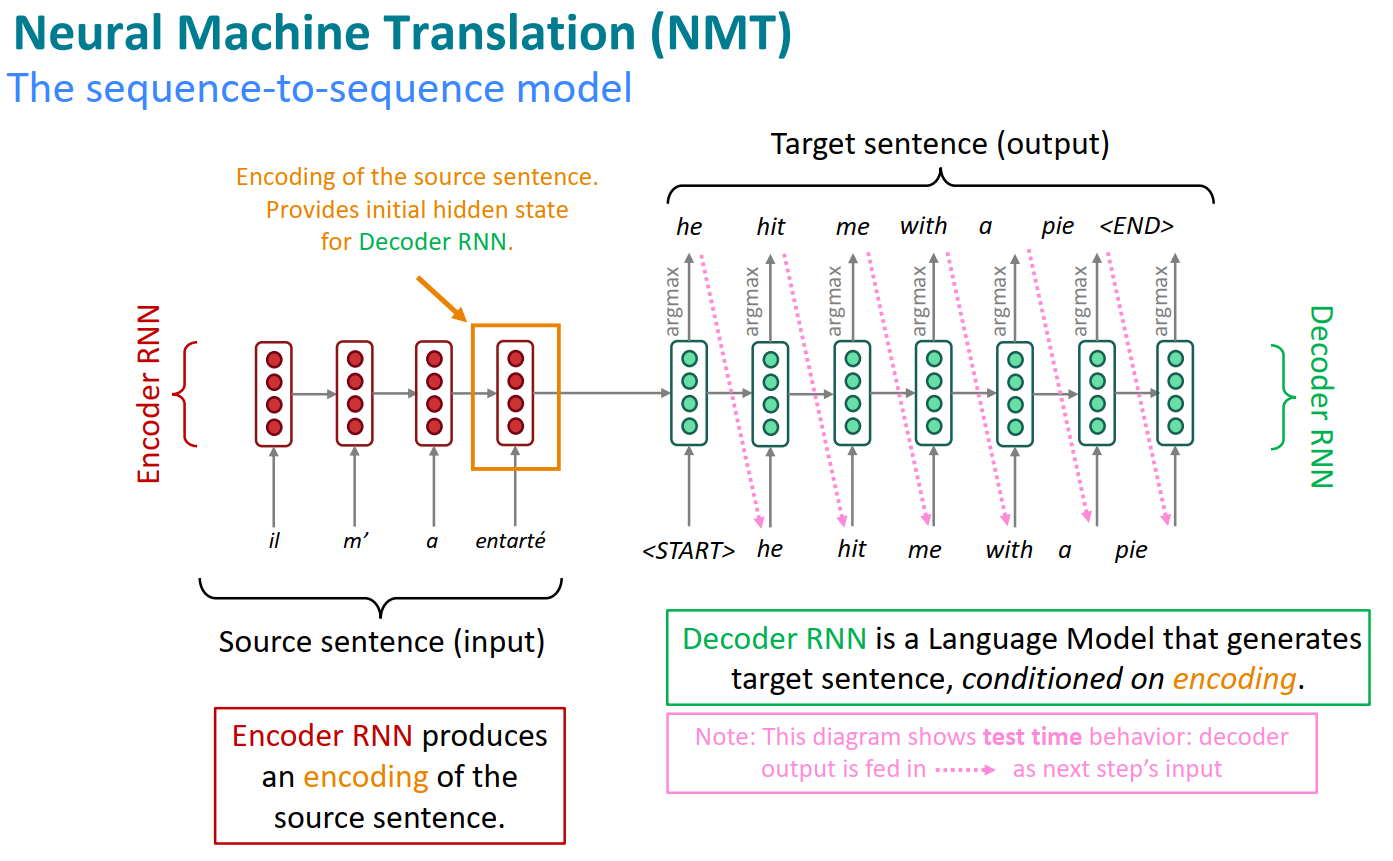 Neural Machine Translation (NMT)
The sequence-to-sequence model
Target sentence (output)
Encoding of the source sentence.
Provides initial hidden state
for Decoder RNN.
he hit me with a pie <END>
argmax argmax argmax argmax argmax argmax argmax
Encoder RNN
Decoder RNN
il m’ a entarté
<START> he hit me with a pie
Source sentence (input)
Decoder RNN is a Language Model that generates
target sentence, conditioned on encoding.
Encoder RNN produces
an encoding of the
source sentence.
Note: This diagram shows test time behavior: decoder
output is fed in as next step’s input